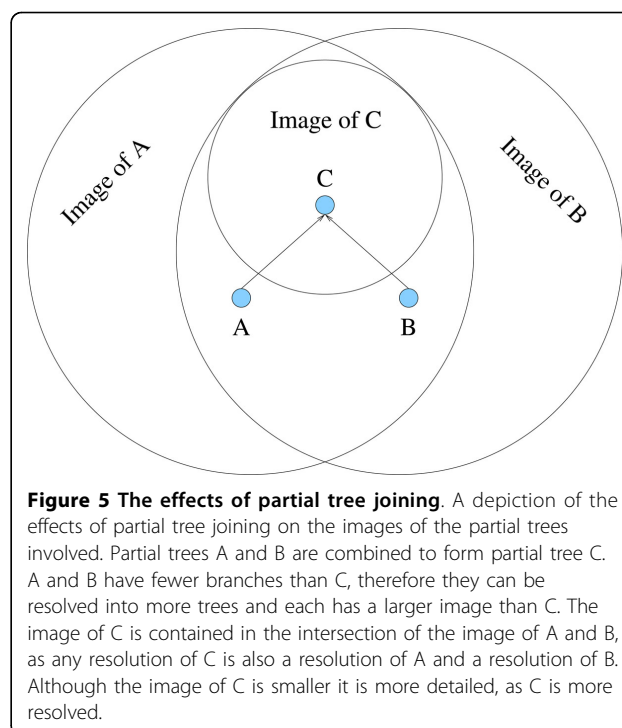 Image of A
Image of C
Image of B
C
A
B
Figure 5 The effects of partial tree joining. A depiction of the
effects of partial tree joining on the images of the partial trees
involved. Partial trees A and B are combined to form partial tree C.
A and B have fewer branches than C, therefore they can be
resolved into more trees and each has a larger image than C. The
image of C is contained in the intersection of the image of A and B,
as any resolution of C is also a resolution of A and a resolution of B.
Although the image of C is smaller it is more detailed, as C is more
resolved.